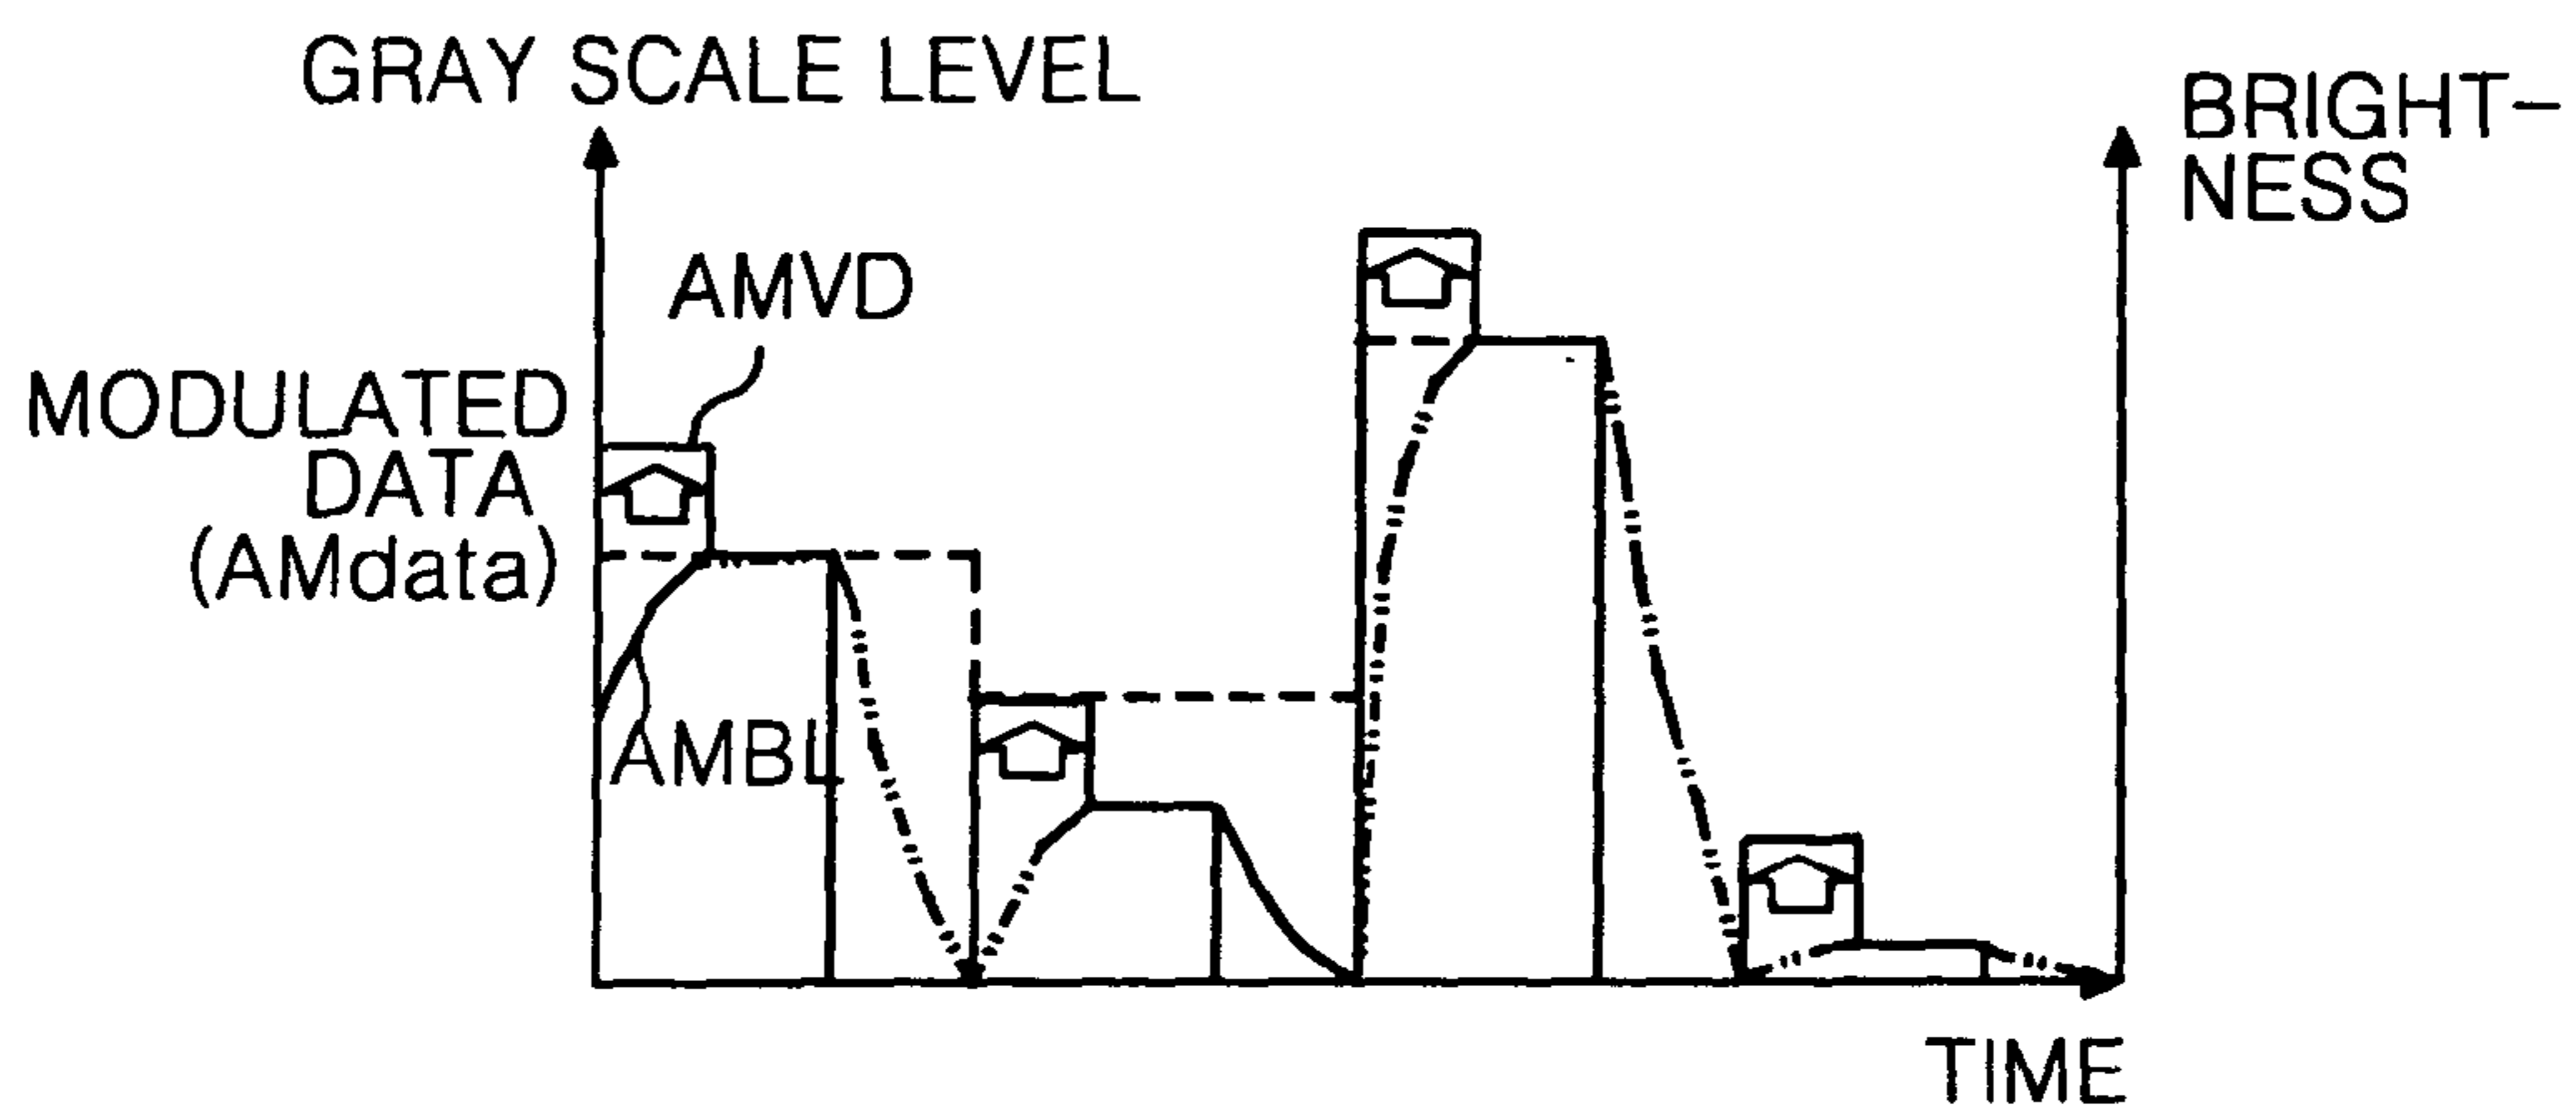 GRAY SCALE LEVEL
BRIGHT-
NESS
AMVD
MODULATED
DATA
(AMdata)
AMBL
TIME